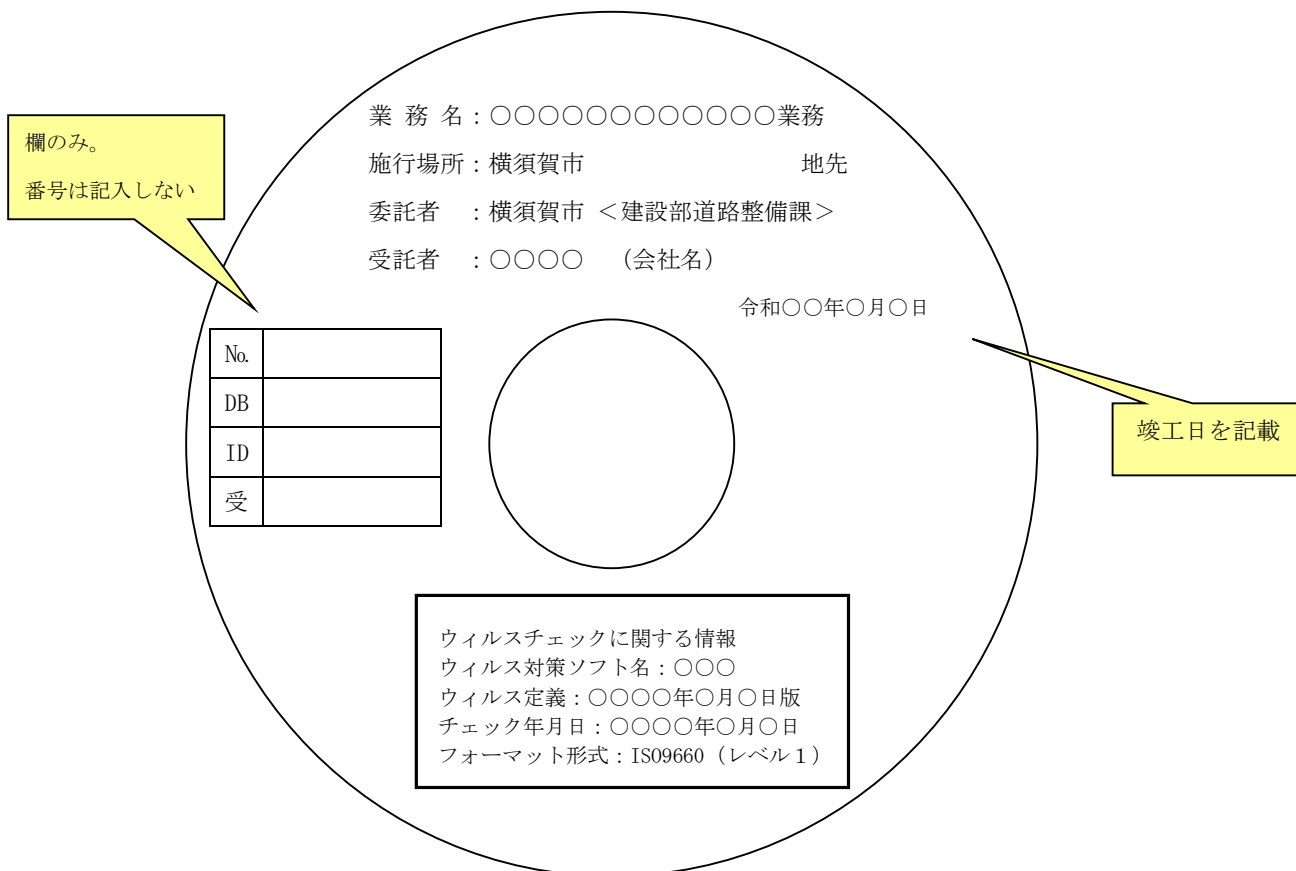 業 務 名：○○○○○○○○○○○○業務
施行場所：横須賀市 地先
委託者 ：横須賀市 ＜建設部道路整備課＞
受託者 ：○○○○ （会社名）
令和○○年○月○日
欄のみ。
番号は記入しない
No.
DB
ID
受
竣工日を記載
ウィルスチェックに関する情報
ウィルス対策ソフト名：○○○
ウィルス定義：○○○○年○月○日版
チェック年月日：○○○○年○月○日
フォーマット形式：ISO9660（レベル１）